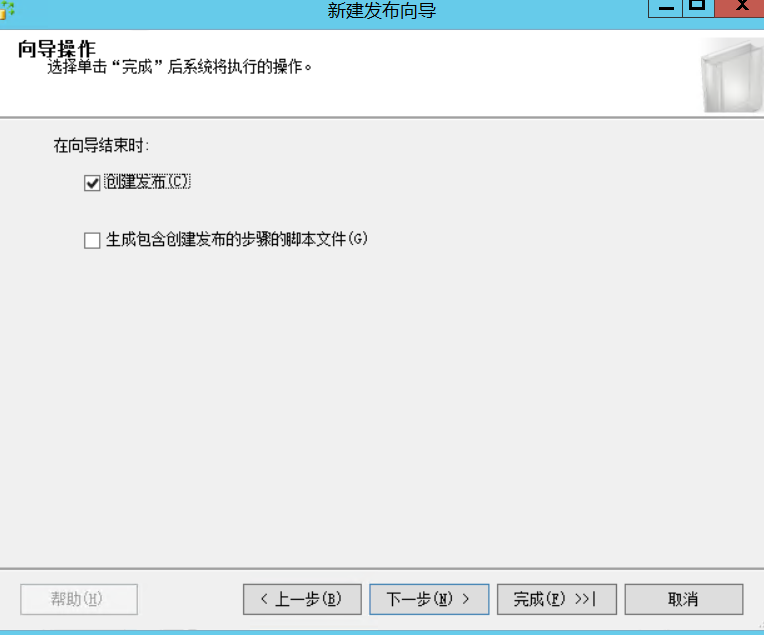 新建发布向导
向导操作
选择单击“完成”后系统将执行的操作。
在向导结束时:
创建发布(C)
生成包含创建发布的步骤的脚本文件(G)
帮助(H)
< 上一步(B)
下一步(N) >
完成(F) >>|
取消